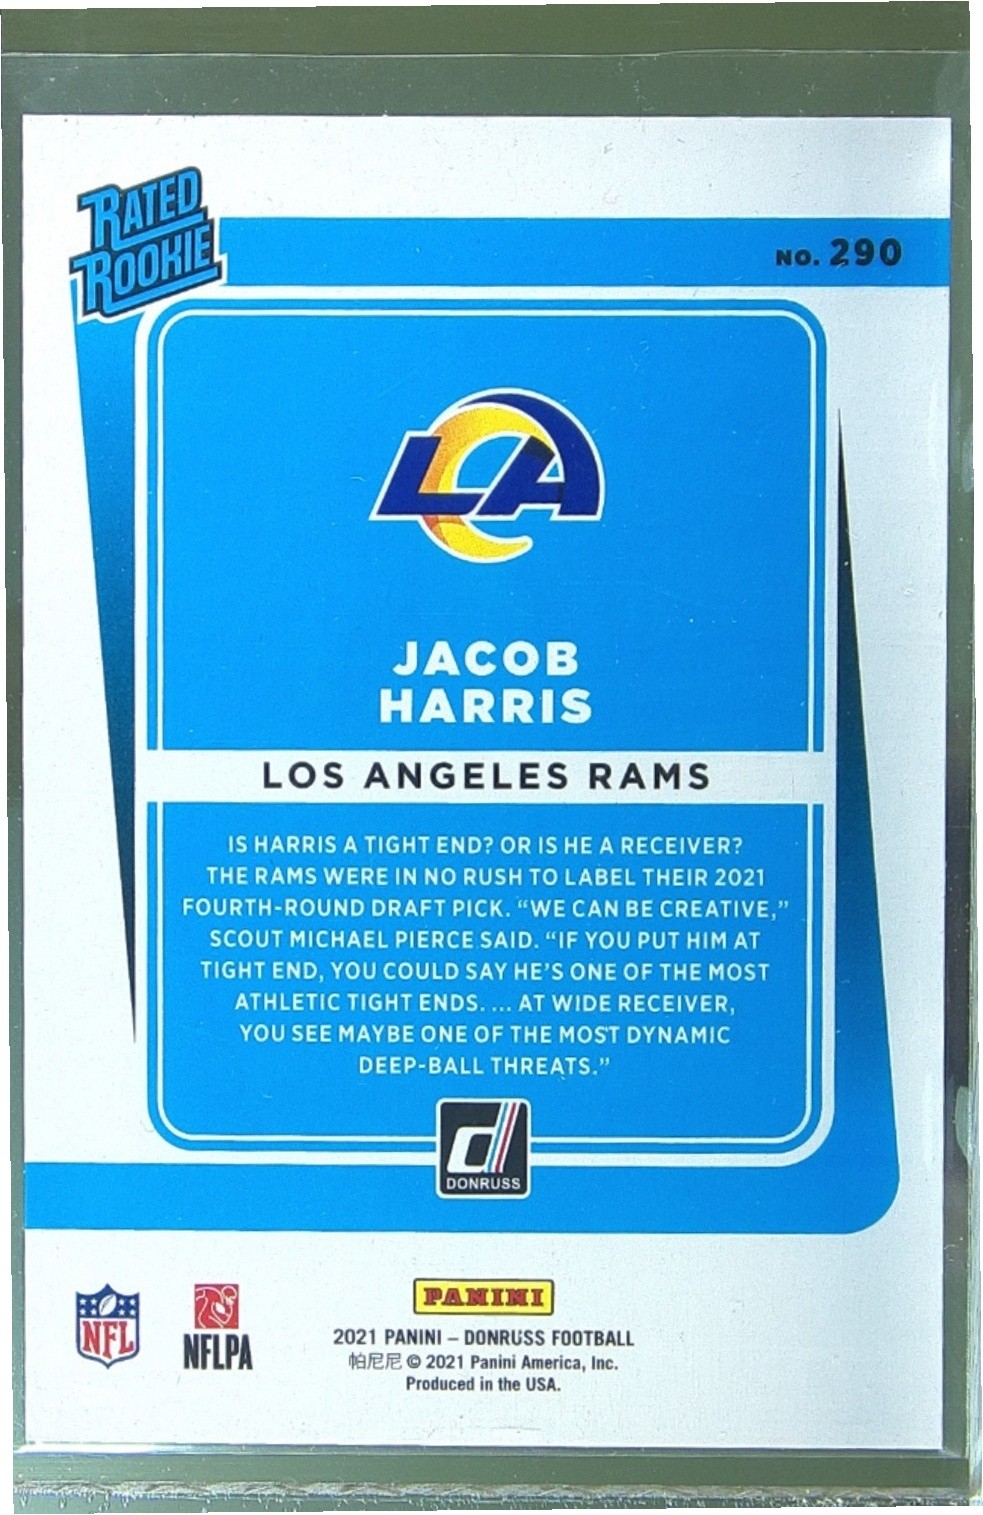 RATED
ROOKIE
NO. 290
LA
JACOB
HARRIS
LOS ANGELES RAMS
IS HARRIS A TIGHT END? OR IS HE A RECEIVER?
THE RAMS WERE IN NO RUSH TO LABEL THEIR 2021
FOURTH-ROUND DRAFT PICK. “WE CAN BE CREATIVE,”
SCOUT MICHAEL PIERCE SAID. “IF YOU PUT HIM AT
TIGHT END, YOU COULD SAY HE’S ONE OF THE MOST
ATHLETIC TIGHT ENDS. ... AT WIDE RECEIVER,
YOU SEE MAYBE ONE OF THE MOST DYNAMIC
DEEP-BALL THREATS.”
d
DONRUSS
NFL
NFLPA
PANINI
2021 PANINI – DONRUSS FOOTBALL
帕尼尼 © 2021 Panini America, Inc.
Produced in the USA.